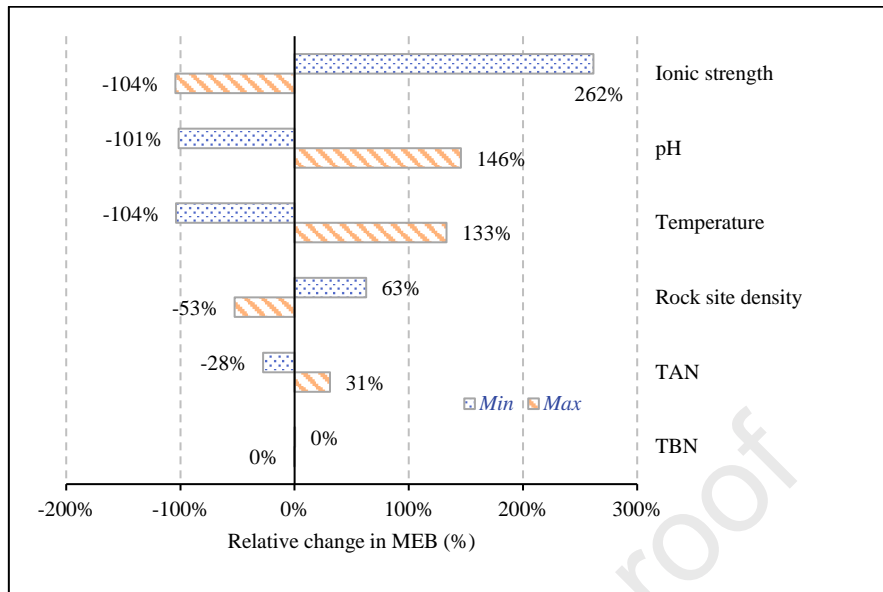 Ionic strength
262%
-104%
-101%
pH
146%
-104%
Temperature
133%
63%
Rock site density
-53%
-28%
TAN
31%
Min Max
0%
TBN
0%
-200% -100% 0% 100% 200% 300%
Relative change in MEB (%)
roof